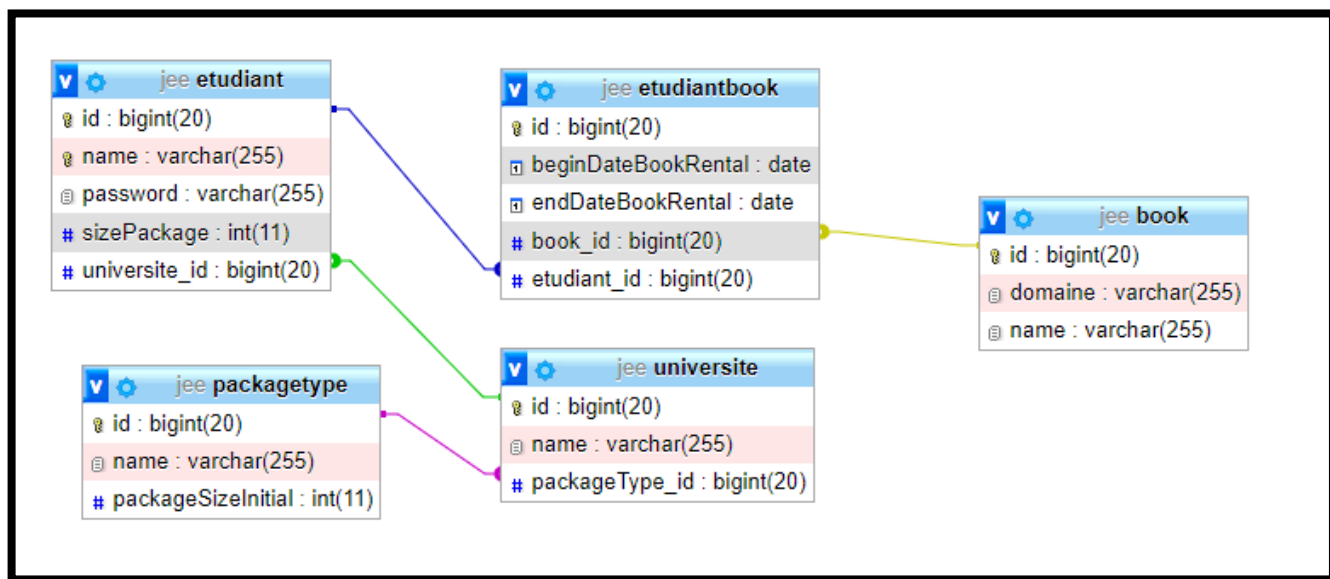 jee etudiant
id : bigint(20)
name : varchar(255)
password : varchar(255)
sizePackage : int(11)
universite_id : bigint(20)
jee etudiantbook
id : bigint(20)
beginDateBookRental : date
endDateBookRental : date
book_id : bigint(20)
etudiant_id : bigint(20)
jee book
id : bigint(20)
domaine : varchar(255)
name : varchar(255)
jee packagetype
id : bigint(20)
name : varchar(255)
packageSizeInitial : int(11)
jee universite
id : bigint(20)
name : varchar(255)
packageType_id : bigint(20)